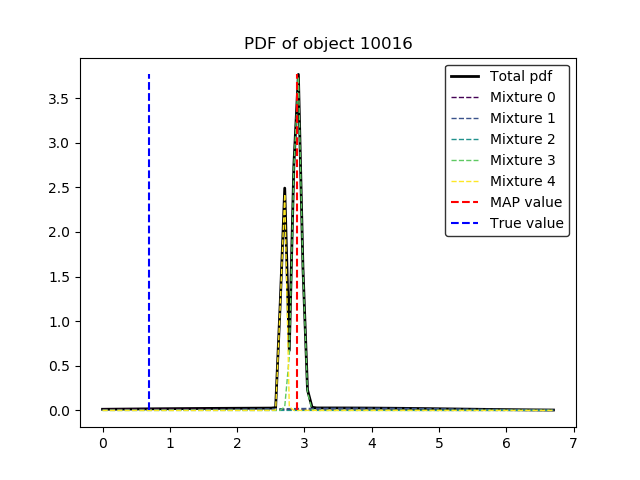 PDF of object 10016
Total pdf
Mixture 0
Mixture 1
Mixture 2
Mixture 3
Mixture 4
MAP value
True value
3.5
3.0
2.5
2.0
1.5
1.0
0.5
0.0
0 1 2 3 4 5 6 7